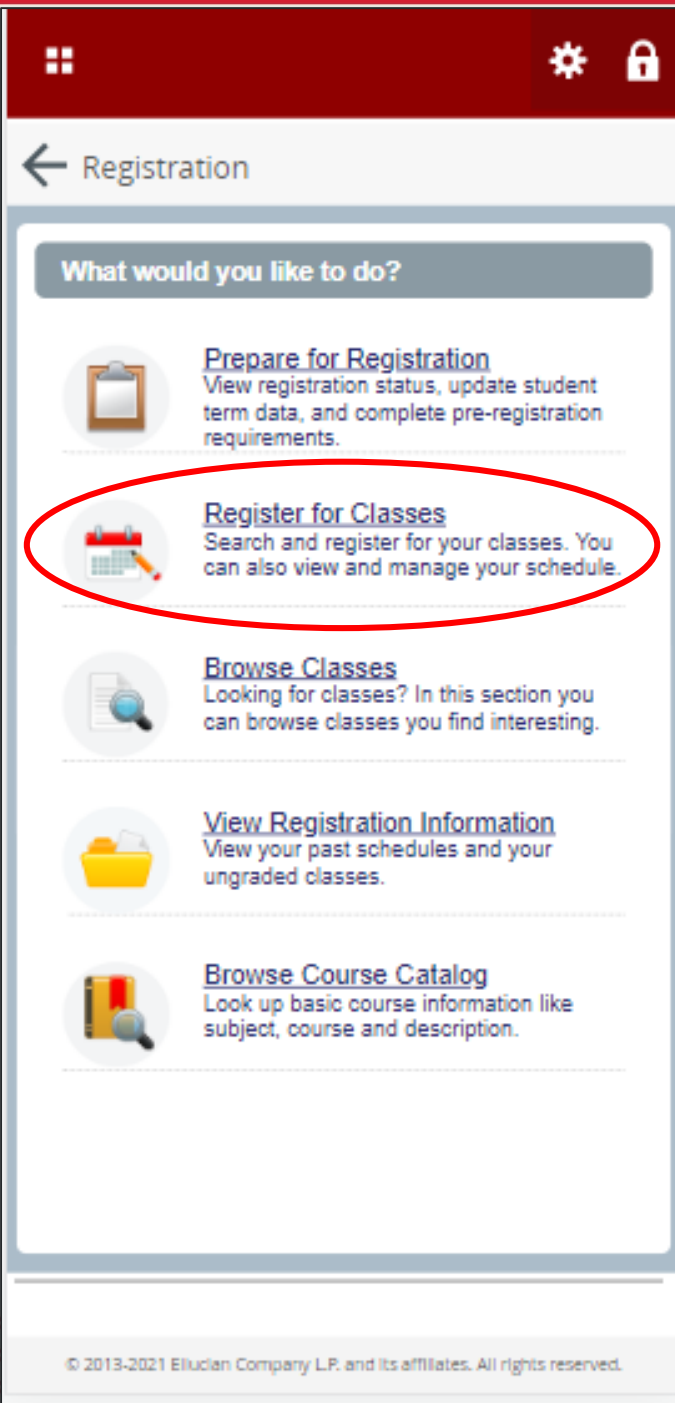 Registration
What would you like to do?
Prepare for Registration
View registration status, update student
term data, and complete pre-registration
requirements.
Register for Classes
Search and register for your classes. You
can also view and manage your schedule.
Browse Classes
Looking for classes? In this section you
can browse classes you find interesting.
View Registration Information
View your past schedules and your
ungraded classes.
Browse Course Catalog
Look up basic course information like
subject, course and description.
© 2013-2021 Ellucian Company L.P. and its affiliates. All rights reserved.